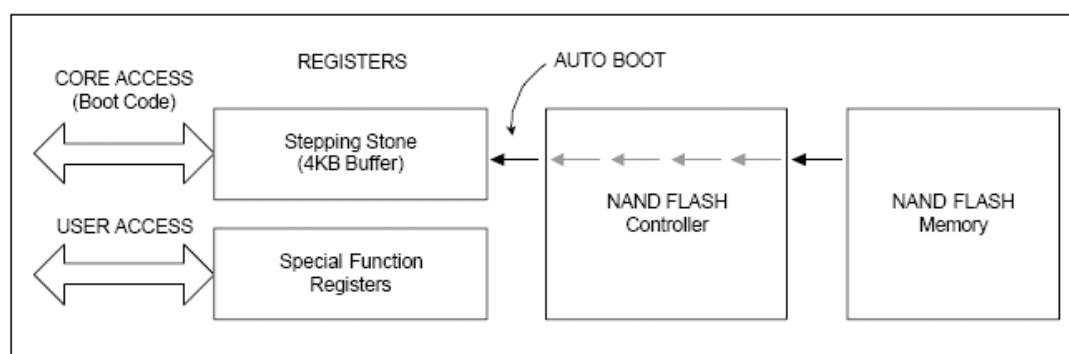 REGISTERS
AUTO BOOT
CORE ACCESS
(Boot Code)
Stepping Stone
(4KB Buffer)
NAND FLASH
Controller
NAND FLASH
Memory
USER ACCESS
Special Function
Registers